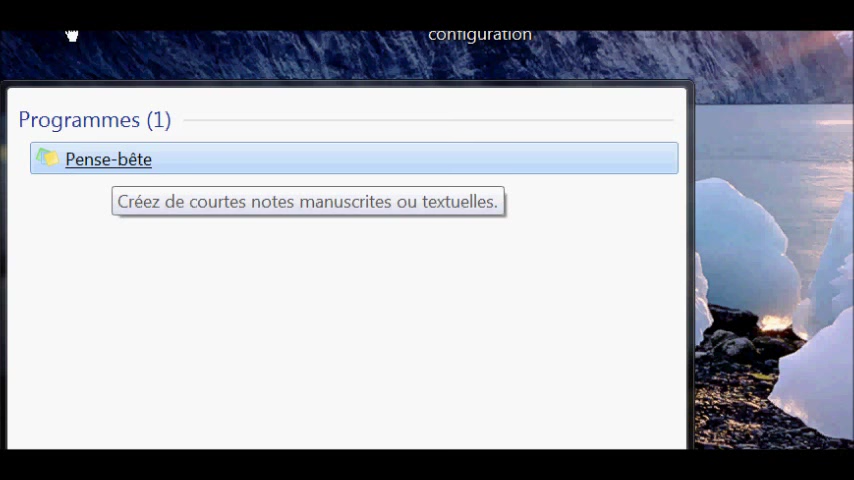 configuration
Programmes (1)
Pense-bête
Créez de courtes notes manuscrites ou textuelles.